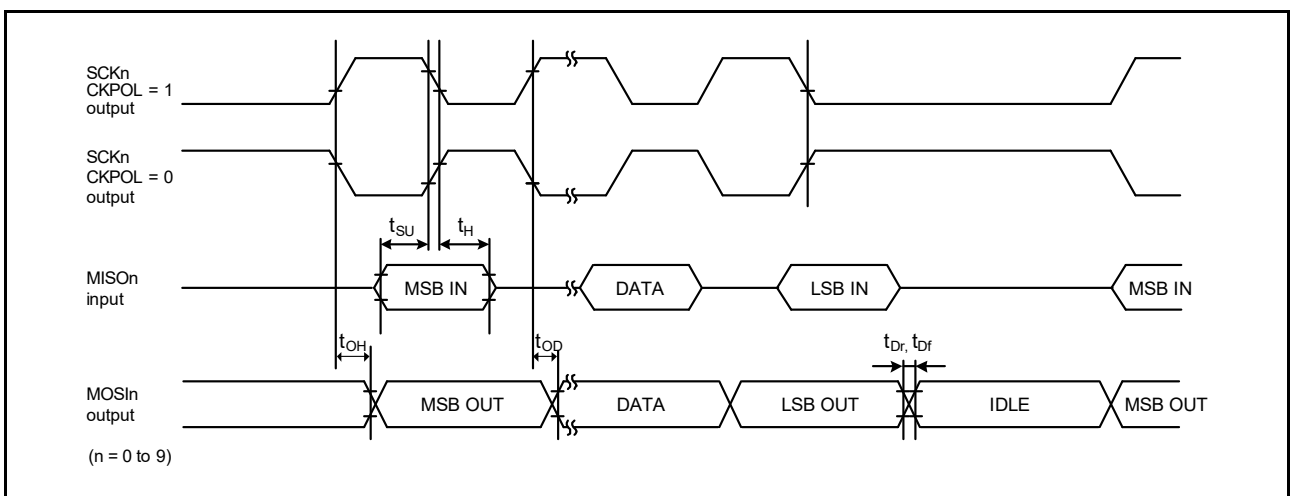 SCKn
CKPOL = 1
output
SCKn
CKPOL = 0
output
tSU
tH
MISOn
input
MSB IN
DATA
LSB IN
MSB IN
tOH
tOD
tDr, tDf
MOSIn
output
MSB OUT
DATA
LSB OUT
IDLE
MSB OUT
(n = 0 to 9)